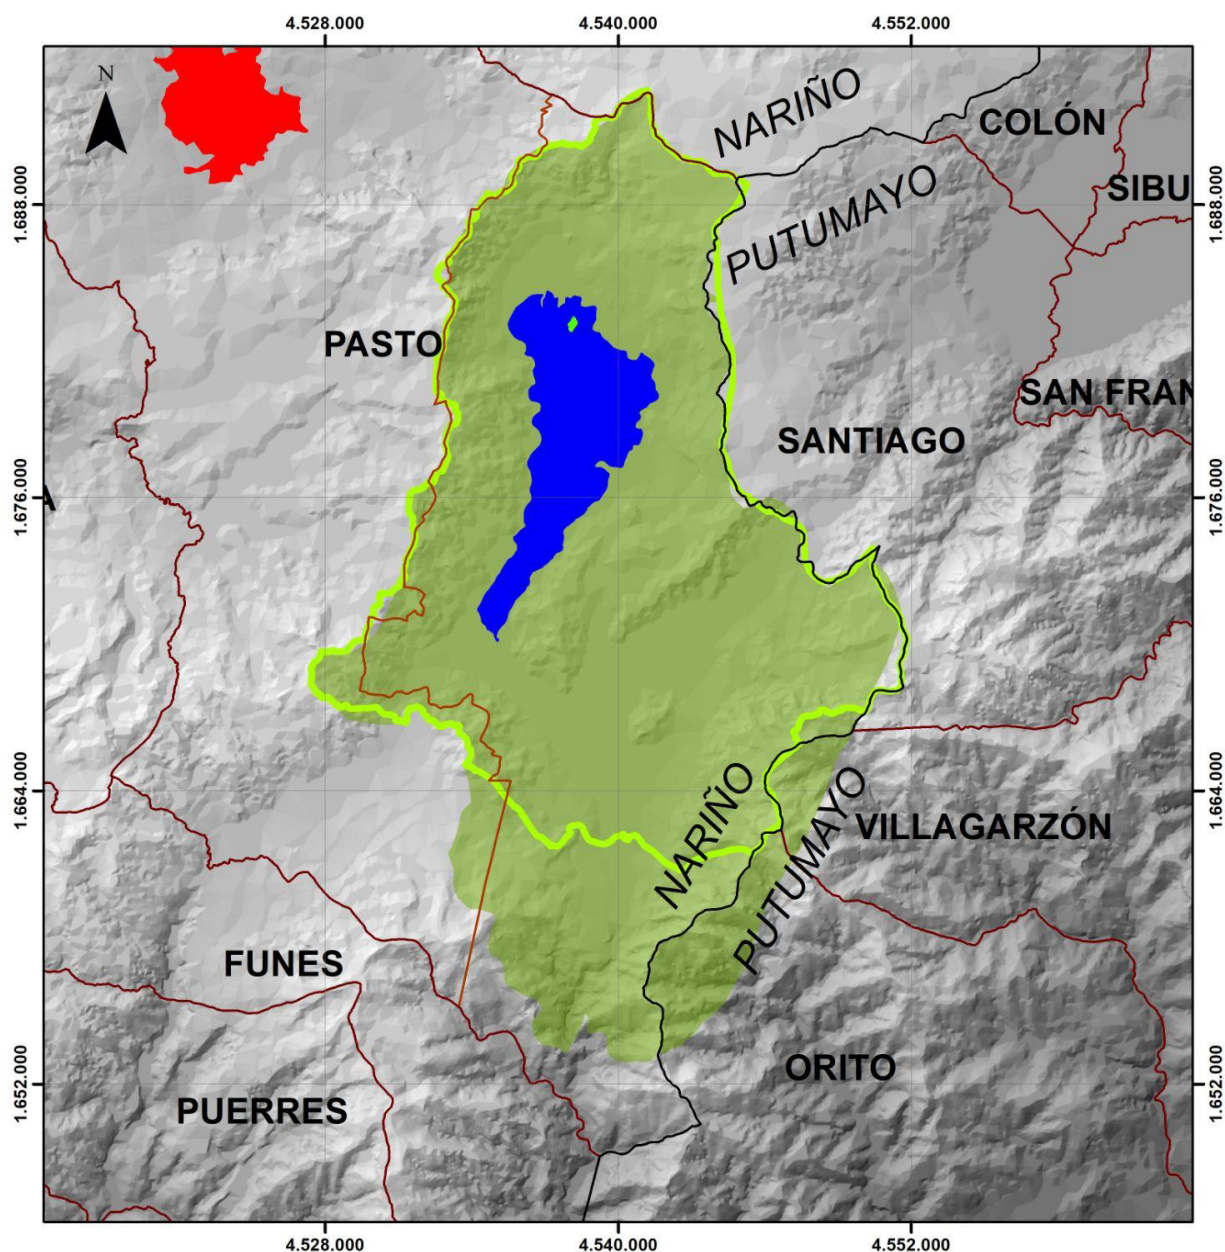 4.528.000 4.540.000 4.552.000
N
NARIÑO
COLÓN
1.688.000 PUTUMAYO SIBU 1.688.000
PASTO
SAN FRAN
SANTIAGO
1.676.000 A 1.676.000
1.664.000 NARIÑO 1.664.000
PUTUMAYO
VILLAGARZÓN
FUNES
ORITO
1.652.000 PUERRES 1.652.000
4.528.000 4.540.000 4.552.000